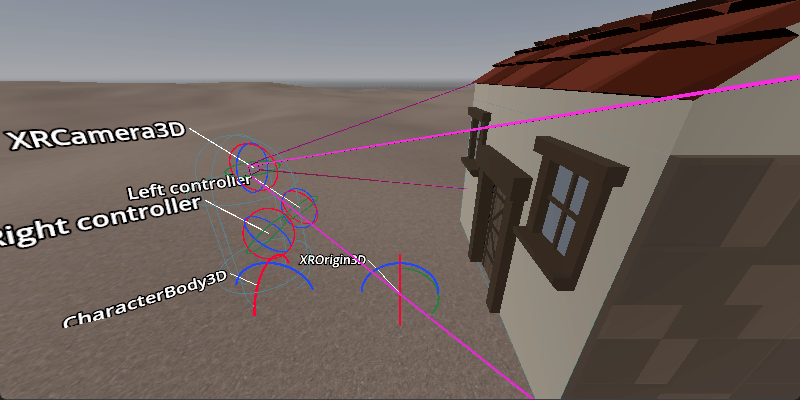 XRCamera3D
Left controller
Right controller
XROrigin3D
CharacterBody3D